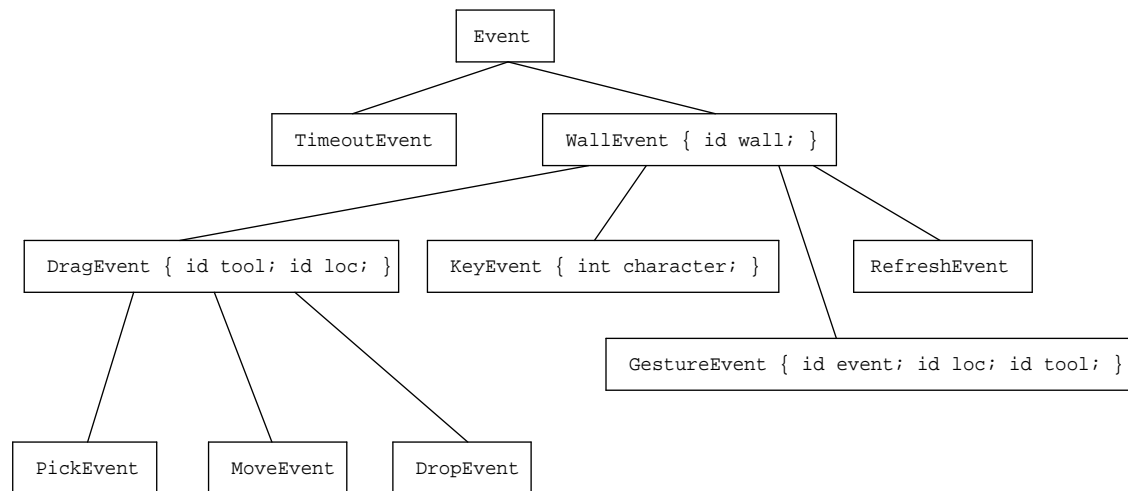 Event
TimeoutEvent
WallEvent { id wall; }
DragEvent { id tool; id loc; }
KeyEvent { int character; }
RefreshEvent
GestureEvent { id event; id loc; id tool; }
PickEvent
MoveEvent
DropEvent